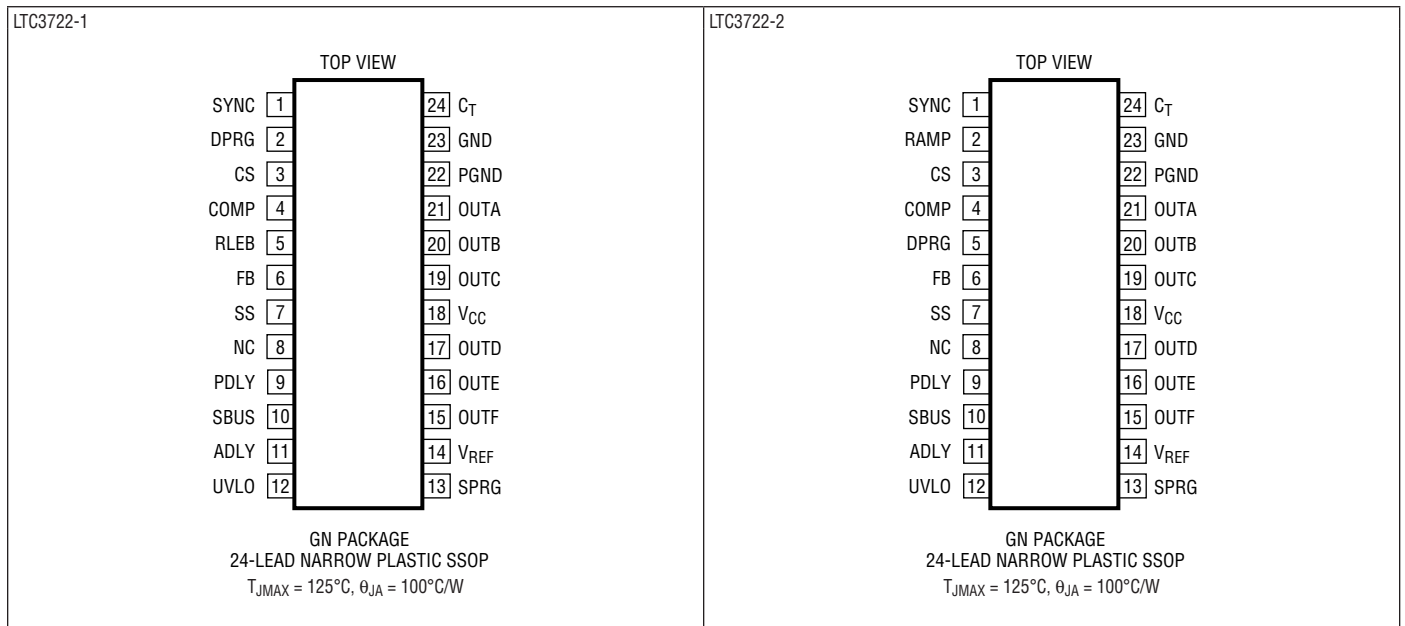 LTC3722-1
TOP VIEW
SYNC 1
DPRG 2
CS 3
COMP 4
RLEB 5
FB 6
SS 7
NC 8
PDLY 9
SBUS 10
ADLY 11
UVLO 12
24 CT
23 GND
22 PGND
21 OUTA
20 OUTB
19 OUTC
18 VCC
17 OUTD
16 OUTE
15 OUTF
14 VREF
13 SPRG
GN PACKAGE
24-LEAD NARROW PLASTIC SSOP
TJMAX = 125°C, θJA = 100°C/W
LTC3722-2
TOP VIEW
SYNC 1
RAMP 2
CS 3
COMP 4
DPRG 5
FB 6
SS 7
NC 8
PDLY 9
SBUS 10
ADLY 11
UVLO 12
24 CT
23 GND
22 PGND
21 OUTA
20 OUTB
19 OUTC
18 VCC
17 OUTD
16 OUTE
15 OUTF
14 VREF
13 SPRG
GN PACKAGE
24-LEAD NARROW PLASTIC SSOP
TJMAX = 125°C, θJA = 100°C/W